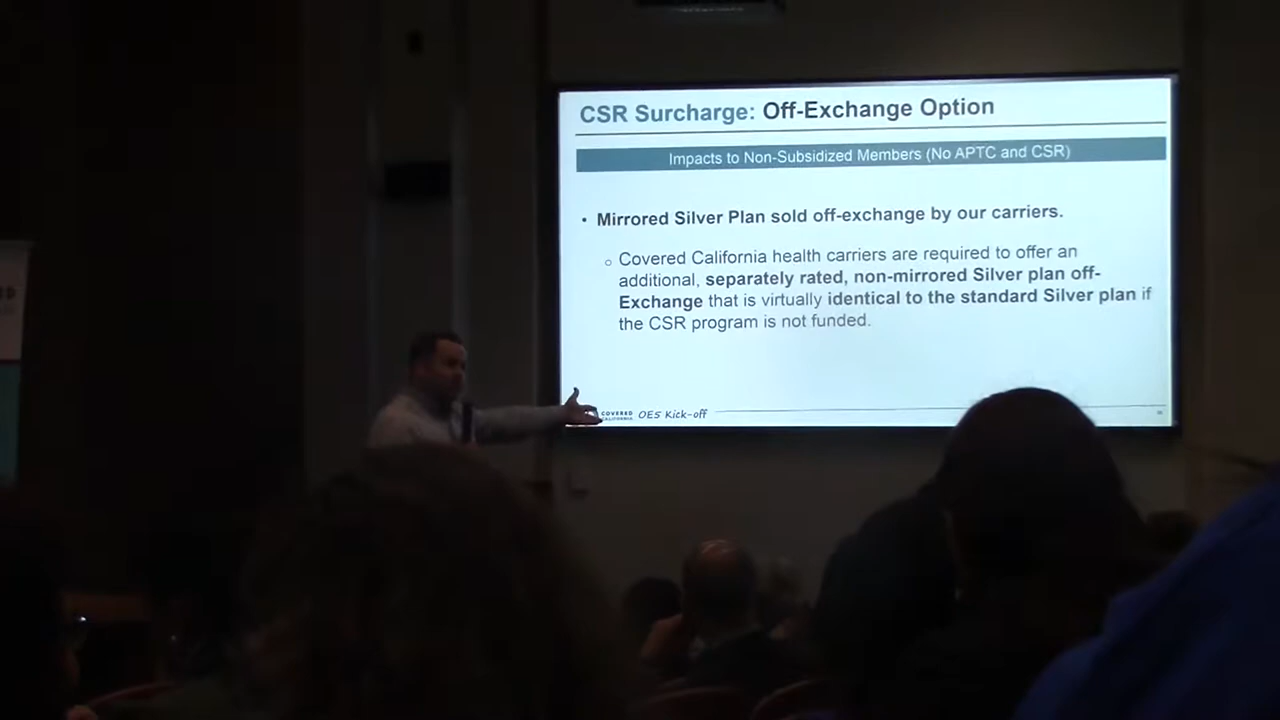 CSR Surcharge: Off-Exchange Option
Impacts to Non-Subsidized Members (No APTC and CSR)
• Mirrored Silver Plan sold off-exchange by our carriers.
○ Covered California health carriers are required to offer an
additional, separately rated, non-mirrored Silver plan off-
Exchange that is virtually identical to the standard Silver plan if
the CSR program is not funded.
COVERED
CALIFORNIA
OE5 Kick-off